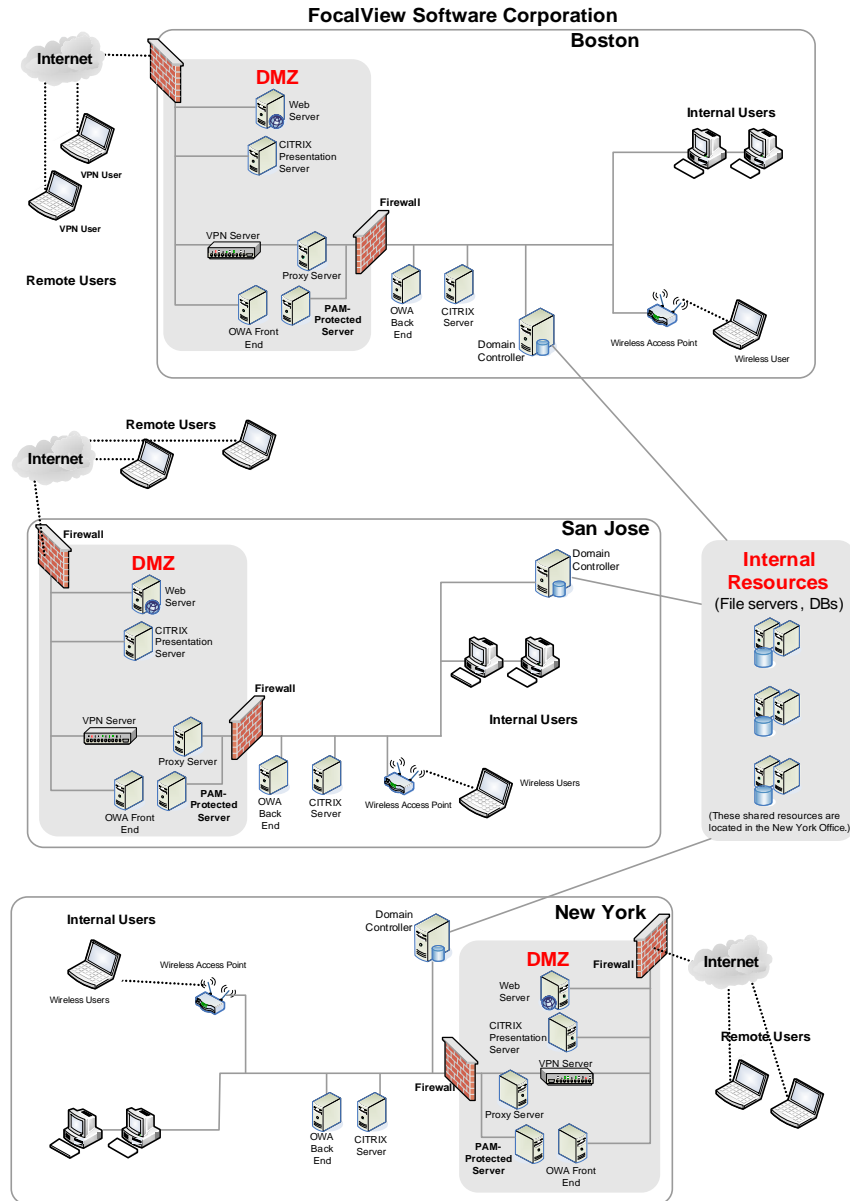 FocalView Software Corporation
Boston
Internet
DMZ
Web
Server
CITRIX
Presentation
Server
Internal Users
VPN User
VPN User
Remote Users
Firewall
VPN Server
Proxy Server
OWA Front
End
PAM-
Protected
Server
OWA
Back
End
CITRIX
Server
Domain
Controller
Wireless Access Point
Wireless User
Remote Users
Internet
Firewall
San Jose
DMZ
Web
Server
CITRIX
Presentation
Server
Domain
Controller
Firewall
Internal Users
VPN Server
Proxy Server
OWA Front
End
PAM-
Protected
Server
OWA
Back
End
CITRIX
Server
Wireless Access Point
Wireless Users
Internal
Resources
(File servers , DBs)
(These shared resources are
located in the New York Office.)
New York
Internal Users
Wireless Access Point
Wireless Users
Domain
Controller
DMZ
Firewall
Internet
Web
Server
CITRIX
Presentation
Server
VPN Server
Remote Users
Firewall
Proxy Server
OWA
Back
End
CITRIX
Server
PAM-
Protected
Server
OWA Front
End